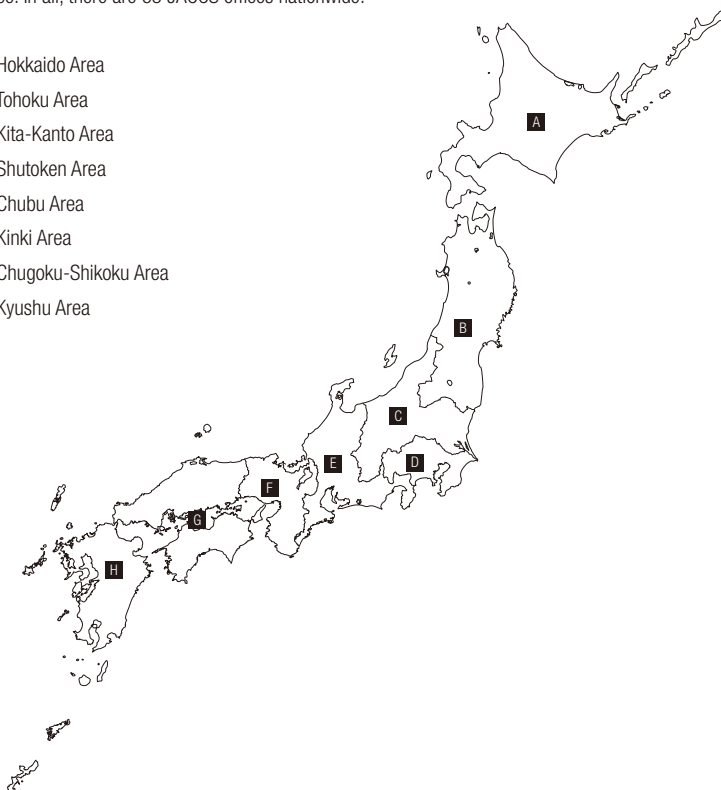 in all, there are JACCS offices nationwide.
Hokkaido Area
Tohoku Area
Kita-Kanto Area
Shutoken Area
Chubu Area
Kinki Area
Chugoku-Shikoku Area
Kyushu Area
A
B
C
D
E
F
G
H